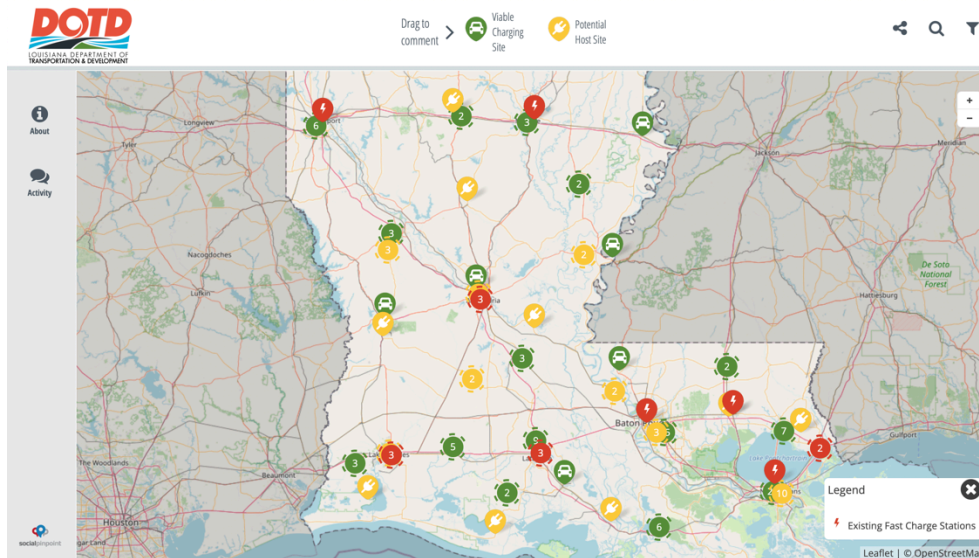 DOTD
LOUISIANA DEPARTMENT OF
TRANSPORTATION & DEVELOPMENT
Drag to
comment
Viable
Charging
Site
Potential
Host Site
About
Activity
socialpinpoint
+
−
Longview
Tyler
Nacogdoches
Lufkin
The Woodlands
Beaumont
Houston
Jackson
Meridian
De Soto
National
Forest
Hattiesburg
Gulfport
Baton
6
2
3
2
3
3
2
3
3
2
2
2
3
7
2
3
5
3
3
2
6
10
Legend
Existing Fast Charge Stations
Leaflet | © OpenStreetM